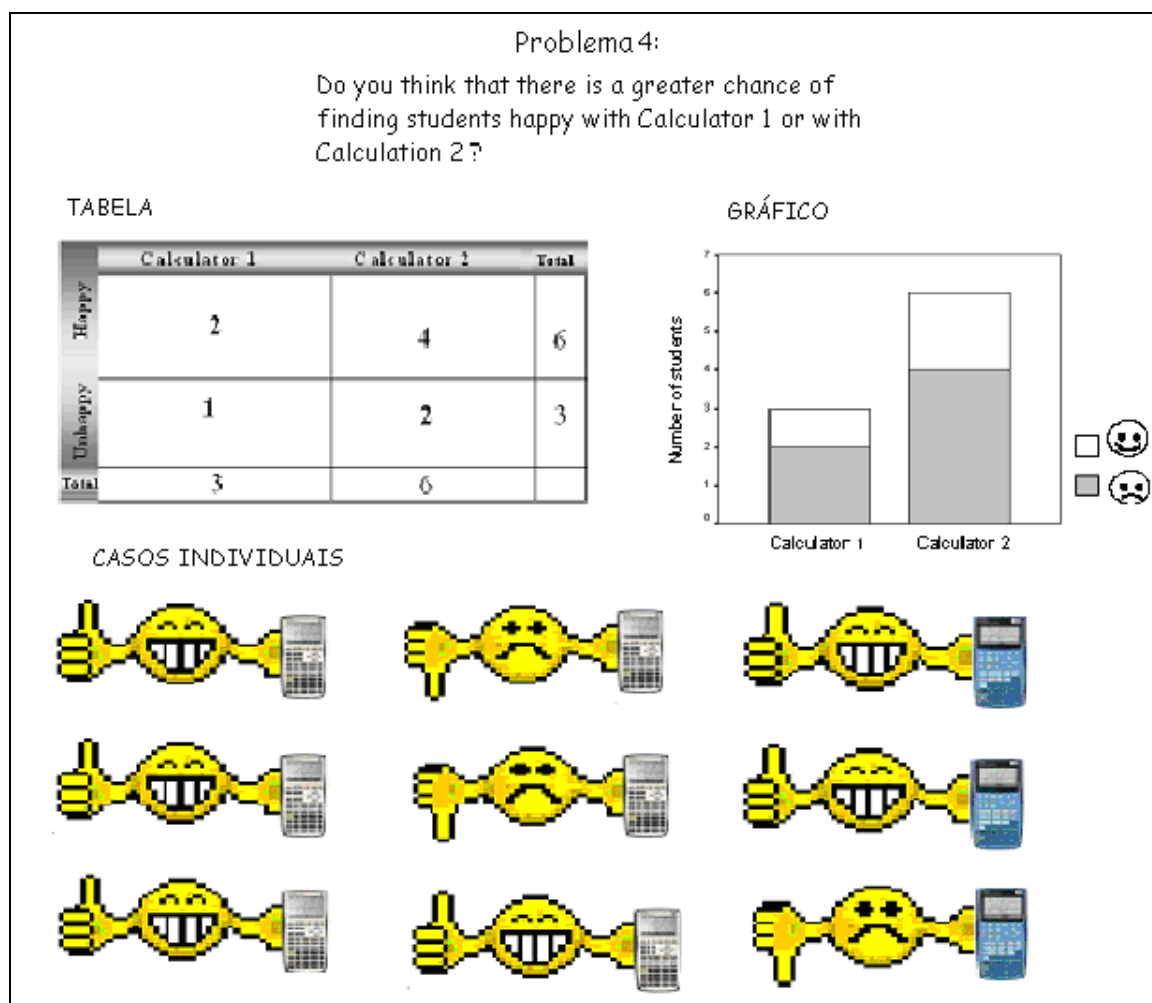 Problema 4:
Do you think that there is a greater chance of
finding students happy with Calculator 1 or with
Calculation 2?
TABELA
Calculator 1 Calculator 2 Total
Happy 2 4 6
Unhappy 1 2 3
Total 3 6
GRÁFICO
7
6
5
4
3
2
1
0
Number of students
Calculator 1 Calculator 2
CASOS INDIVIDUAIS